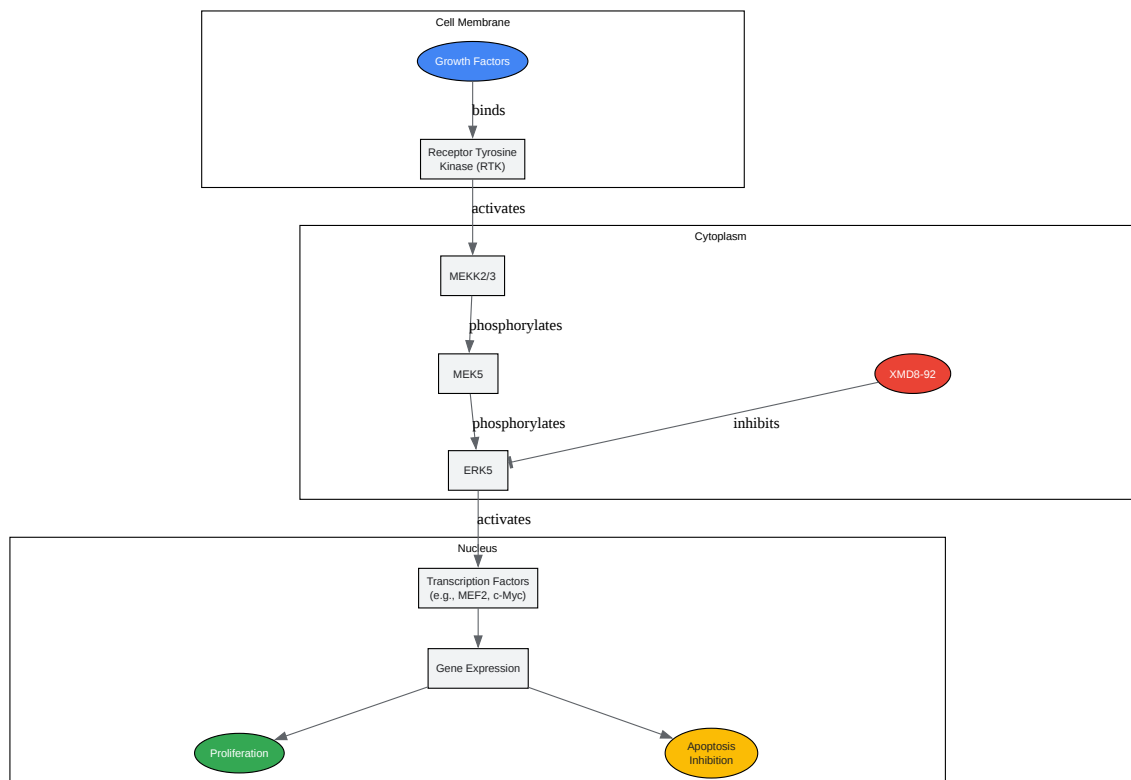 Cell Membrane
Growth Factors
binds
Receptor Tyrosine
Kinase (RTK)
activates
Cytoplasm
MEKK2/3
phosphorylates
MEK5
XMD8-92
phosphorylates
inhibits
ERK5
activates
Nucleus
Transcription Factors
(e.g., MEF2, c-Myc)
Gene Expression
Proliferation
Apoptosis
Inhibition